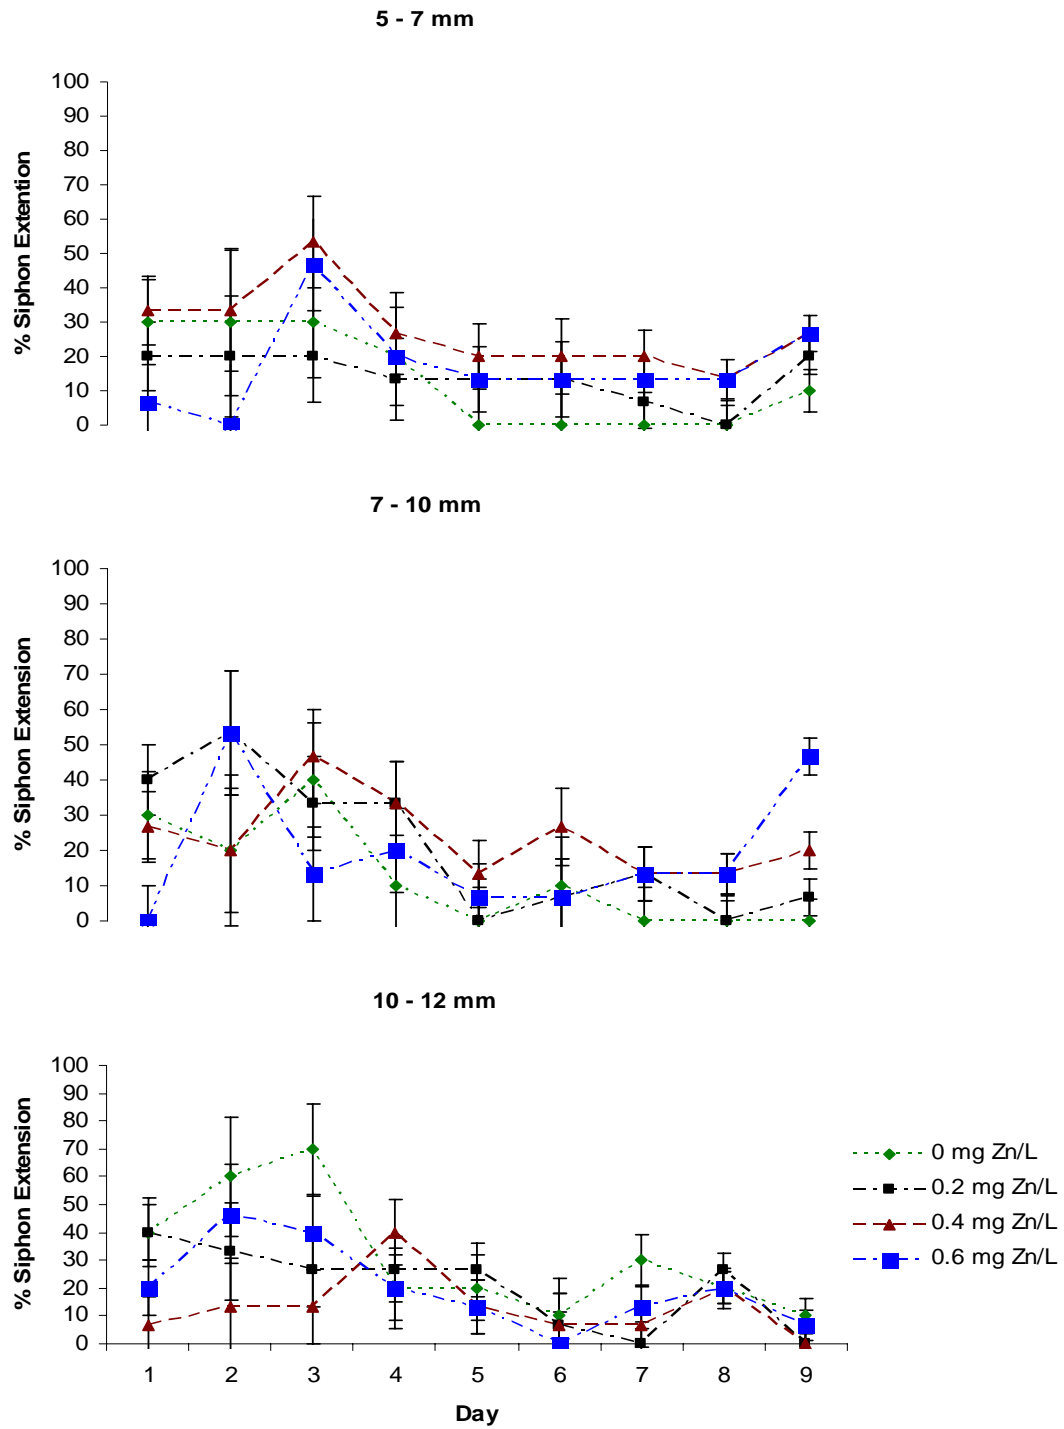 5 - 7 mm
100
90
80
70
60
50
40
30
20
10
0
% Siphon Extention
7 - 10 mm
100
90
80
70
60
50
40
30
20
10
0
% Siphon Extension
10 - 12 mm
100
90
80
70
60
50
40
30
20
10
0
% Siphon Extension
1 2 3 4 5 6 7 8 9
Day
0 mg Zn/L
0.2 mg Zn/L
0.4 mg Zn/L
0.6 mg Zn/L